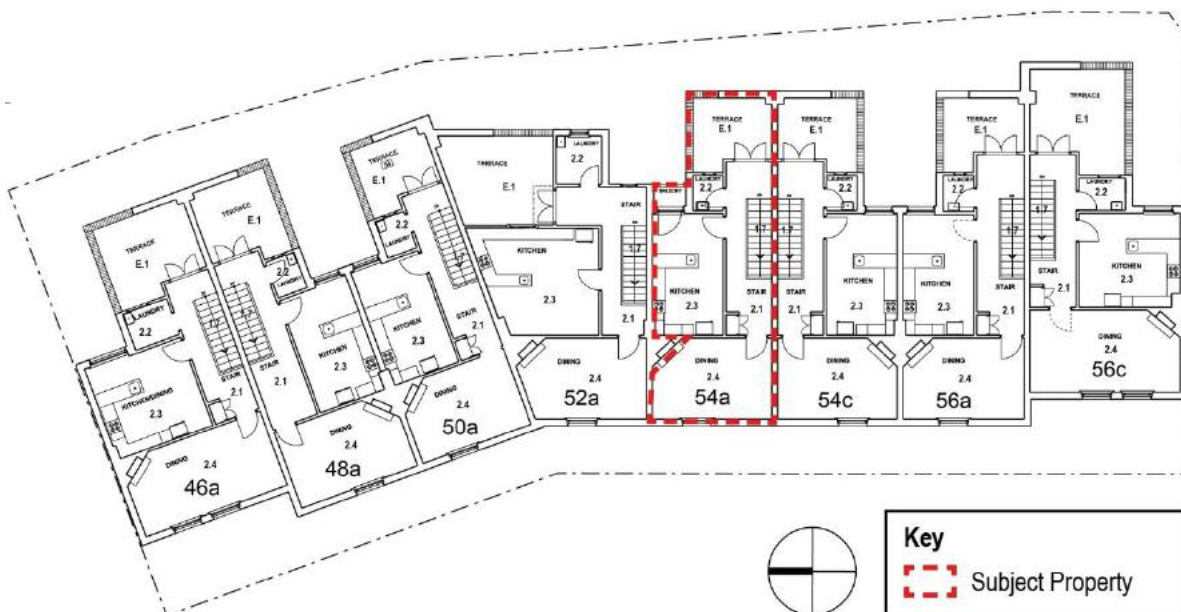 TERRACE
E.1
LAUNDRY
2.2
1.7
STAIR
2.1
KITCHEN/DINING
2.3
DINING
2.4
46a
TERRACE
E.1
2.2
LAUNDRY
STAIR
2.1
KITCHEN
2.3
DINING
2.4
48a
TERRACE
E.1
2.2
LAUNDRY
KITCHEN
2.3
STAIR
2.1
DINING
2.4
50a
TERRACE
E.1
LAUNDRY
2.2
STAIR
1.7
KITCHEN
2.3
2.1
DINING
2.4
52a
TERRACE
E.1
LAUNDRY
2.2
BALCONY
1.7
KITCHEN
2.3
STAIR
2.1
DINING
2.4
54a
TERRACE
E.1
LAUNDRY
2.2
1.7
STAIR
2.1
KITCHEN
2.3
DINING
2.4
54c
TERRACE
E.1
LAUNDRY
2.2
1.7
KITCHEN
2.3
STAIR
2.1
DINING
2.4
56a
TERRACE
E.1
LAUNDRY
2.2
1.7
STAIR
2.1
KITCHEN
2.3
DINING
2.4
56c
Key
Subject Property